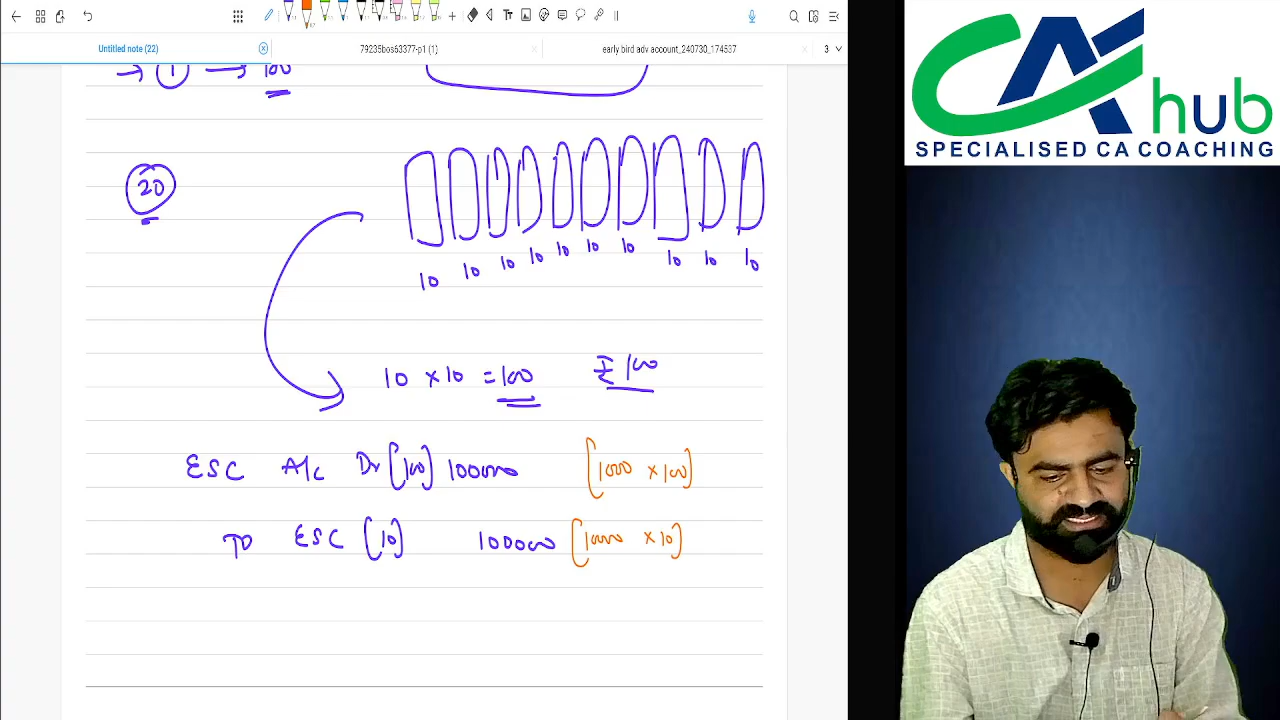 Untitled note (22)
79235bos63377-p1 (1)
early bird adv account_240730_174537
3
→ 1 → 100
20
10 10 10 10 10 10 10 10 10 10
10 × 10 = 100 ₹ 100
ESC A/c Dr [100] 100000 [1000 × 100]
TO ESC [10] 100000 [10000 × 10]
CA hub
SPECIALISED CA COACHING